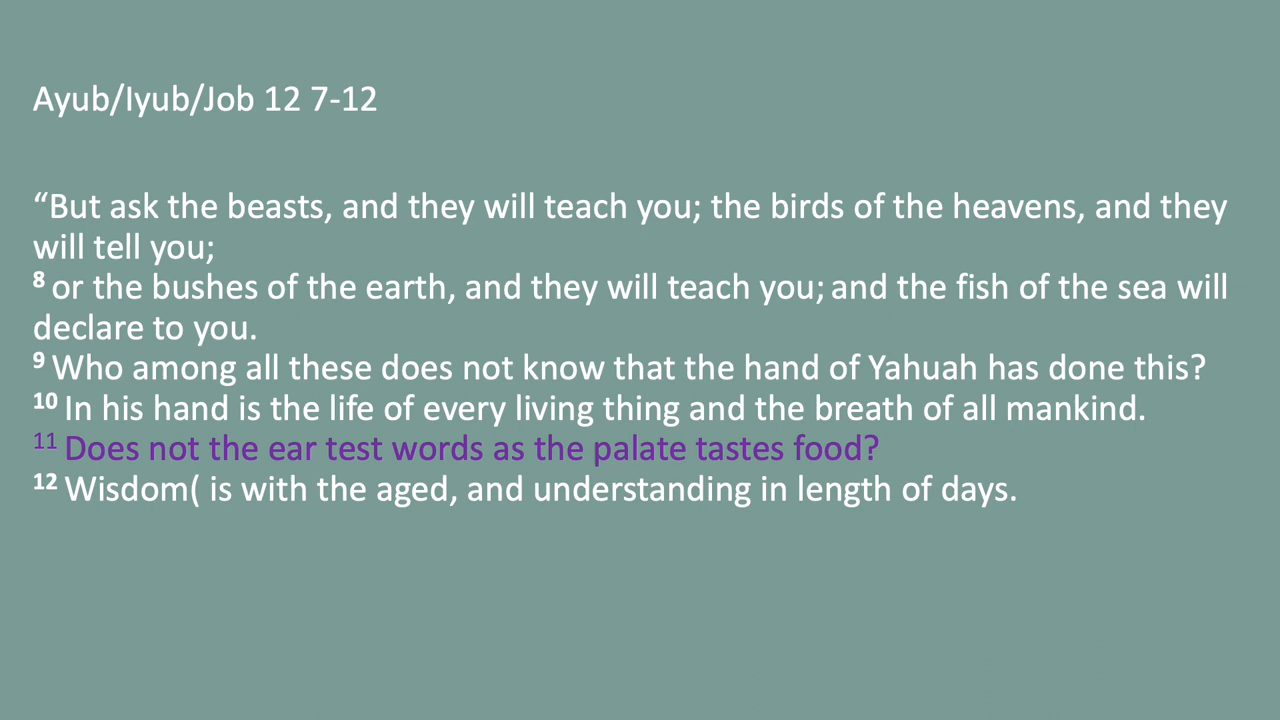 Ayub/Iyub/Job 12 7-12
“But ask the beasts, and they will teach you; the birds of the heavens, and they
will tell you;
8 or the bushes of the earth, and they will teach you; and the fish of the sea will
declare to you.
9 Who among all these does not know that the hand of Yahuah has done this?
10 In his hand is the life of every living thing and the breath of all mankind.
11 Does not the ear test words as the palate tastes food?
12 Wisdom( is with the aged, and understanding in length of days.